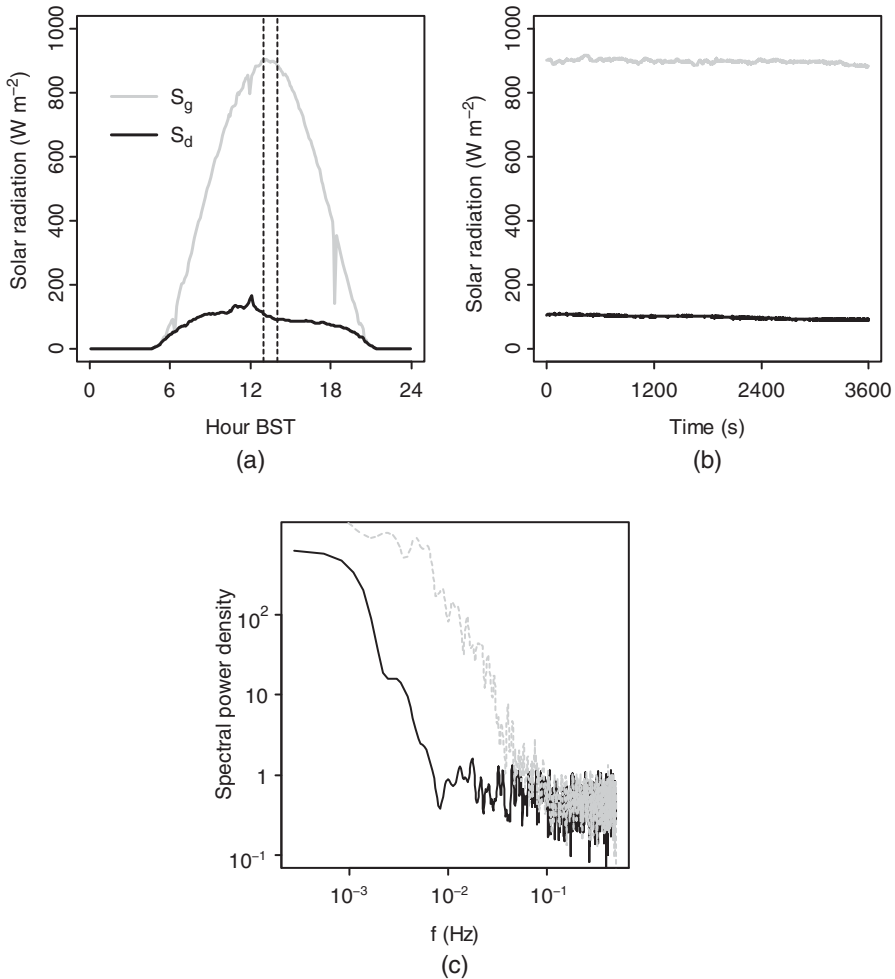 Solar radiation (W m⁻²)
1000
800
600
400
200
0
S_g
S_d
0 6 12 18 24
Hour BST
(a)
Solar radiation (W m⁻²)
1000
800
600
400
200
0
0 1200 2400 3600
Time (s)
(b)
Spectral power density
10²
10
1
10⁻¹
10⁻³ 10⁻² 10⁻¹
f (Hz)
(c)